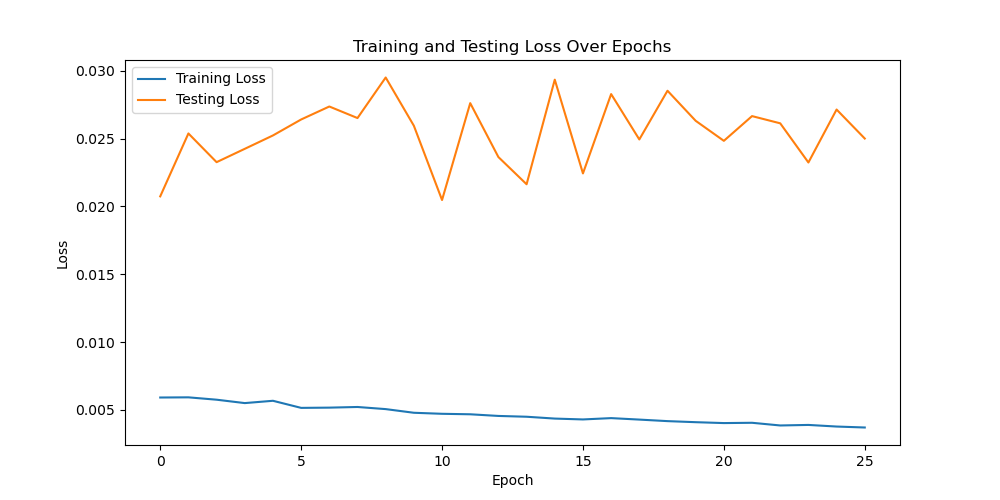 Training and Testing Loss Over Epochs
Training Loss
Testing Loss
0.030
0.025
0.020
0.015
0.010
0.005
Loss
0 5 10 15 20 25
Epoch